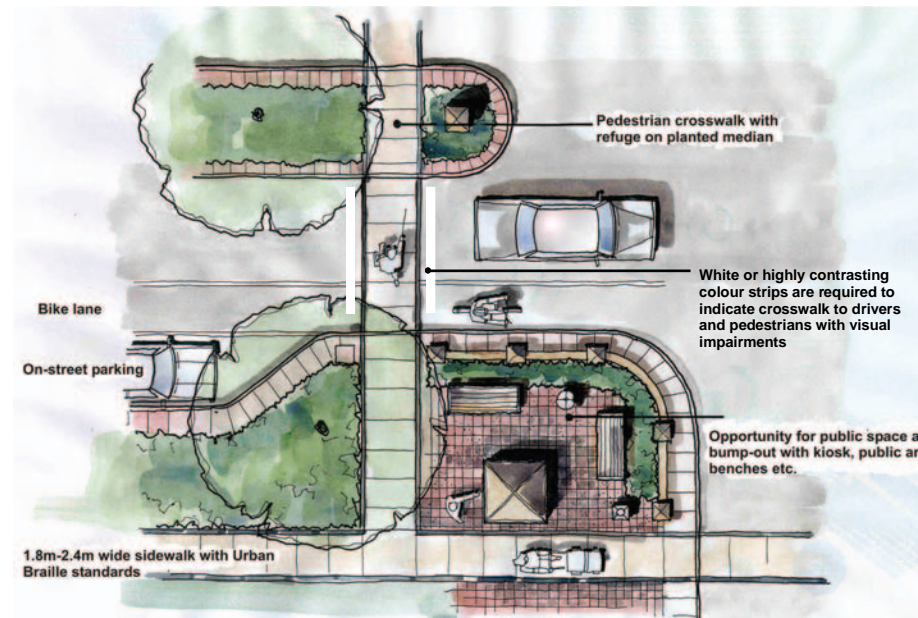 Pedestrian crosswalk with
refuge on planted median
White or highly contrasting
colour strips are required to
indicate crosswalk to drivers
and pedestrians with visual
impairments
Bike lane
On-street parking
Opportunity for public space a
bump-out with kiosk, public ar
benches etc.
1.8m-2.4m wide sidewalk with Urban
Braille standards